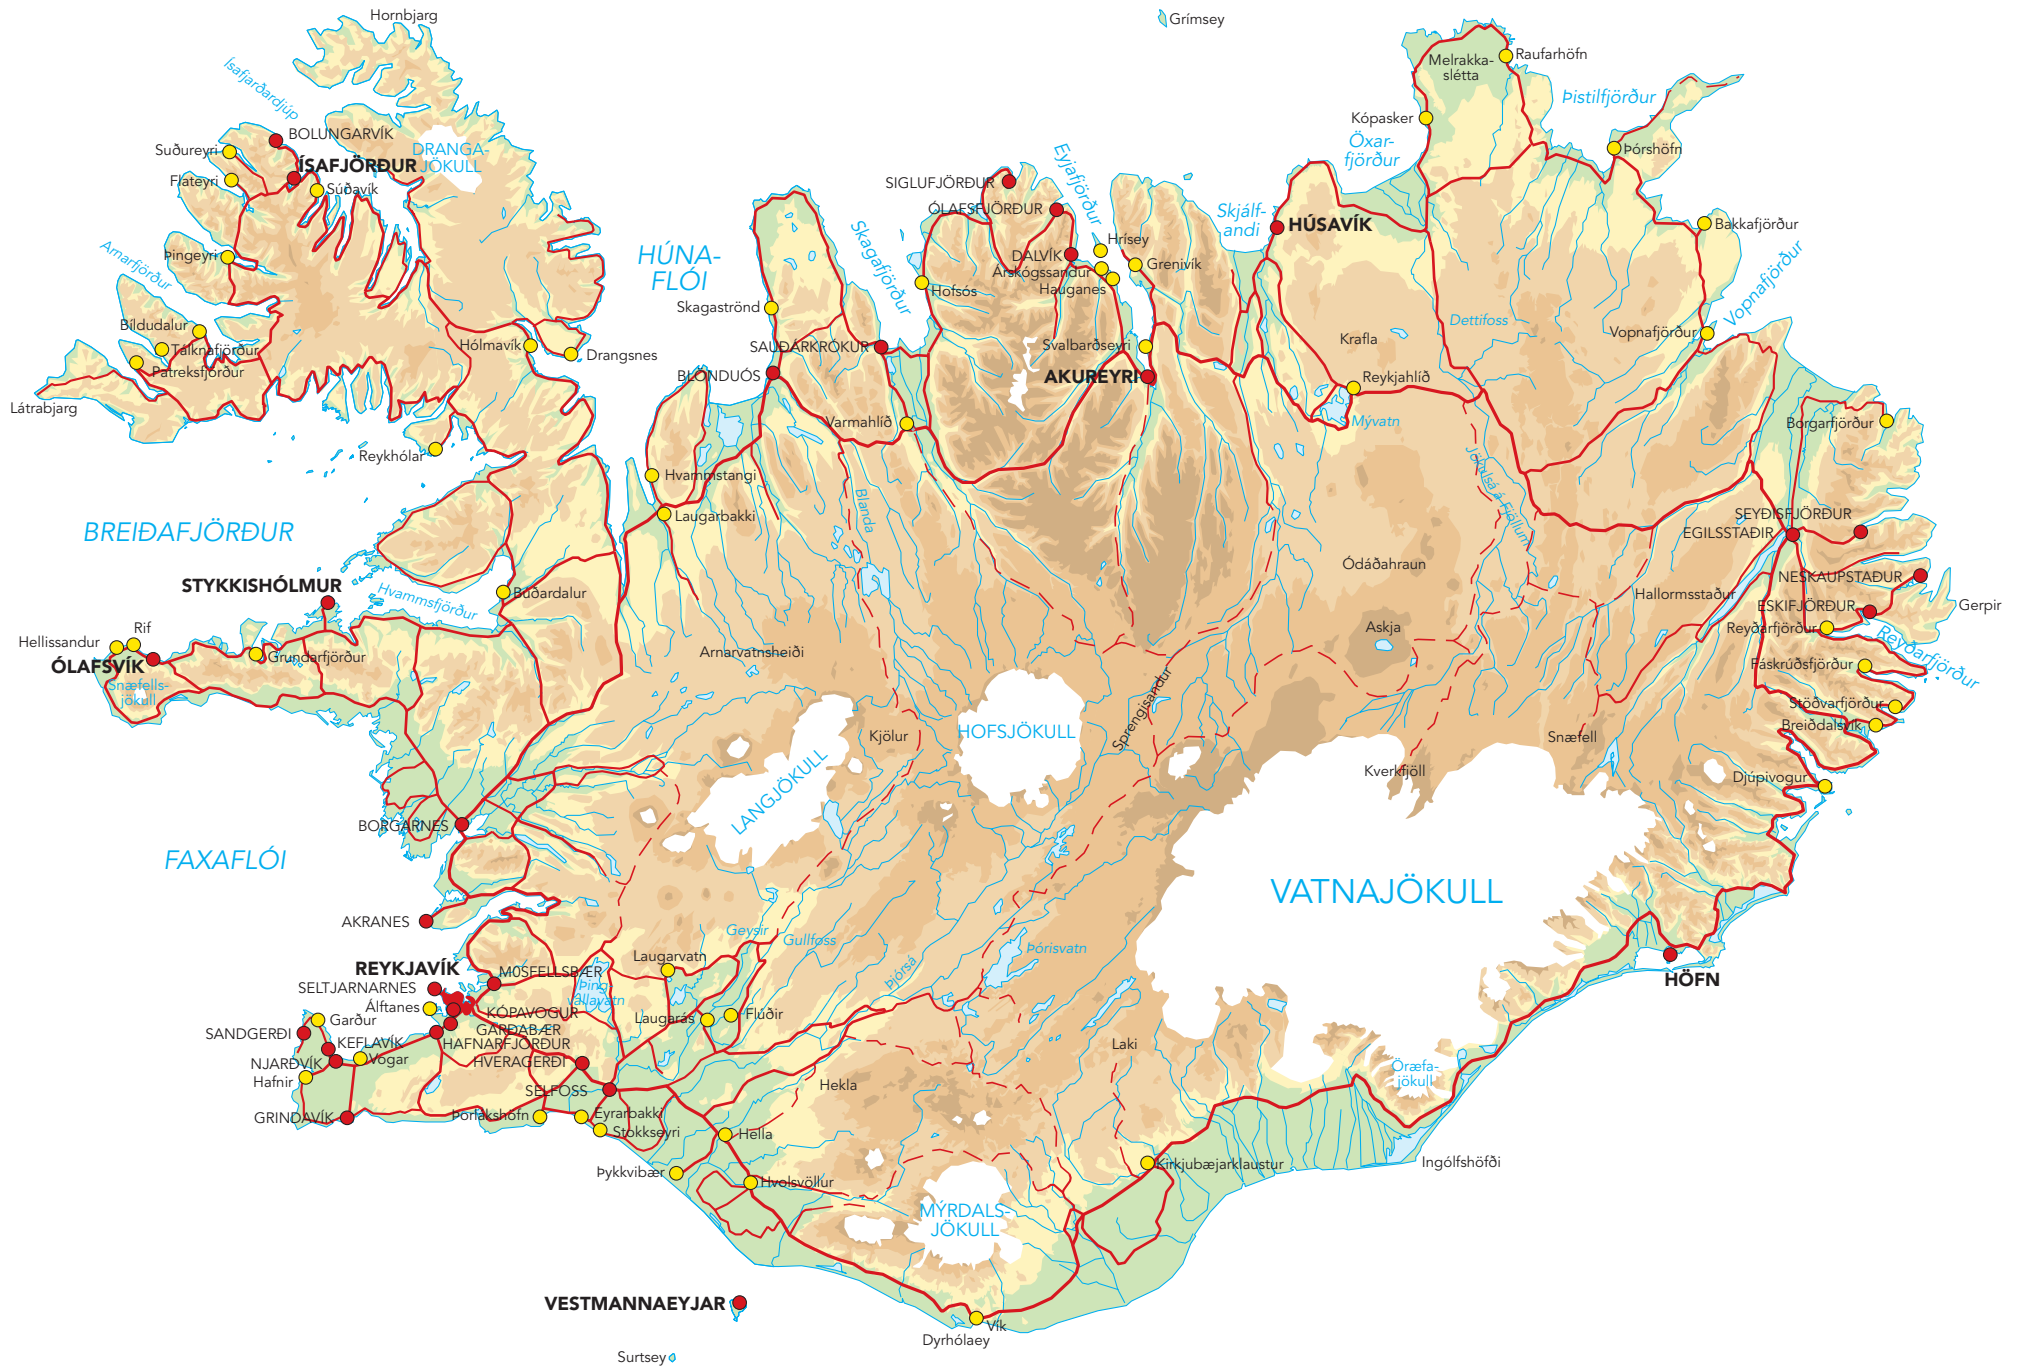 Hornbjarg
Grímsey
Ísafjarðardjúp
Raufarhöfn
Melrakka-
slétta
Þistilfjörður
Kópasker
Öxar-
fjörður
Þórshöfn
BOLUNGARVÍK
Suðureyri
ÍSAFJÖRÐUR
DRANGA-
JÖKULL
Flateyri
Súðavík
SIGLUFJÖRÐUR
Eyjafjörður
ÓLAFSFJÖRÐUR
Skjálf-
andi
HÚSAVÍK
Bakkafjörður
Arnarfjörður
Þingeyri
HÚNA-
FLÓI
Skagafjörður
Hrísey
DALVÍK
Árskógssandur
Grenivík
Hauganes
Hofsós
Vopnafjörður
Skagaströnd
Bíldudalur
Tálknafjörður
Patreksfjörður
Hólmavík
Drangsnes
SAUÐÁRKRÓKUR
Svalbarðseyri
Krafla
Dettifoss
Vopnafjörður
BLÖNDUÓS
AKUREYRI
Reykjahlíð
Látrabjarg
Varmahlíð
Mývatn
Borgarfjörður
Reykhólar
Hvammstangi
Laugarbakki
Blanda
Jökulsá á Fjöllum
BREIÐAFJÖRÐUR
SEYÐISFJÖRÐUR
EGILSSTAÐIR
Ódáðahraun
NESKAUPSTAÐUR
STYKKISHÓLMUR
Hvammsfjörður
Búðardalur
Hallormsstaður
ESKIFJÖRÐUR
Gerpir
Rif
Hellissandur
Askja
Reyðarfjörður
Reyðarfjörður
ÓLAFSVÍK
Grundarfjörður
Arnarvatnsheiði
Fáskrúðsfjörður
Snæfells-
jökull
Stöðvarfjörður
Breiðdalsvík
Kjölur
HOFSJÖKULL
Sprengisandur
Snæfell
Kverkfjöll
Djúpivogur
LANGJÖKULL
BORGARNES
FAXAFLÓI
VATNAJÖKULL
AKRANES
Geysir
Gullfoss
Þórisvatn
REYKJAVÍK
Laugarvatn
MOSFELLSBÆR
Þjórsá
HÖFN
SELTJARNARNES
Þing-
vallavatn
Álftanes
KÓPAVOGUR
Laugarás
Flúðir
Garður
SANDGERÐI
GARÐABÆR
KEFLAVÍK
HAFNARFJÖRÐUR
Laki
NJARÐVÍK
Vogar
HVERAGERÐI
Öræfa-
jökull
Hafnir
SELFOSS
Hekla
GRINDAVÍK
Þorlákshöfn
Eyrarbakki
Stokkseyri
Hella
Kirkjubæjarklaustur
Ingólfshöfði
Þykkvibær
Hvolsvöllur
MÝRDALS-
JÖKULL
VESTMANNAEYJAR
Vík
Dyrhólaey
Surtsey